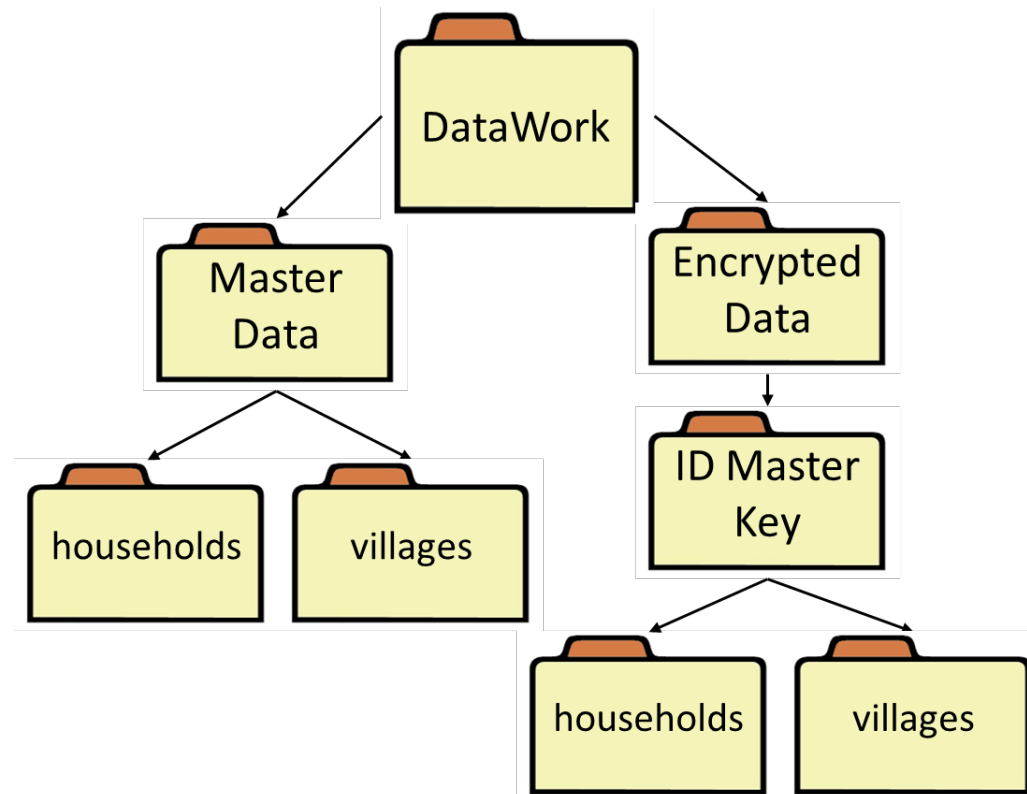 DataWork
Master
Data
Encrypted
Data
households
villages
ID Master
Key
households
villages